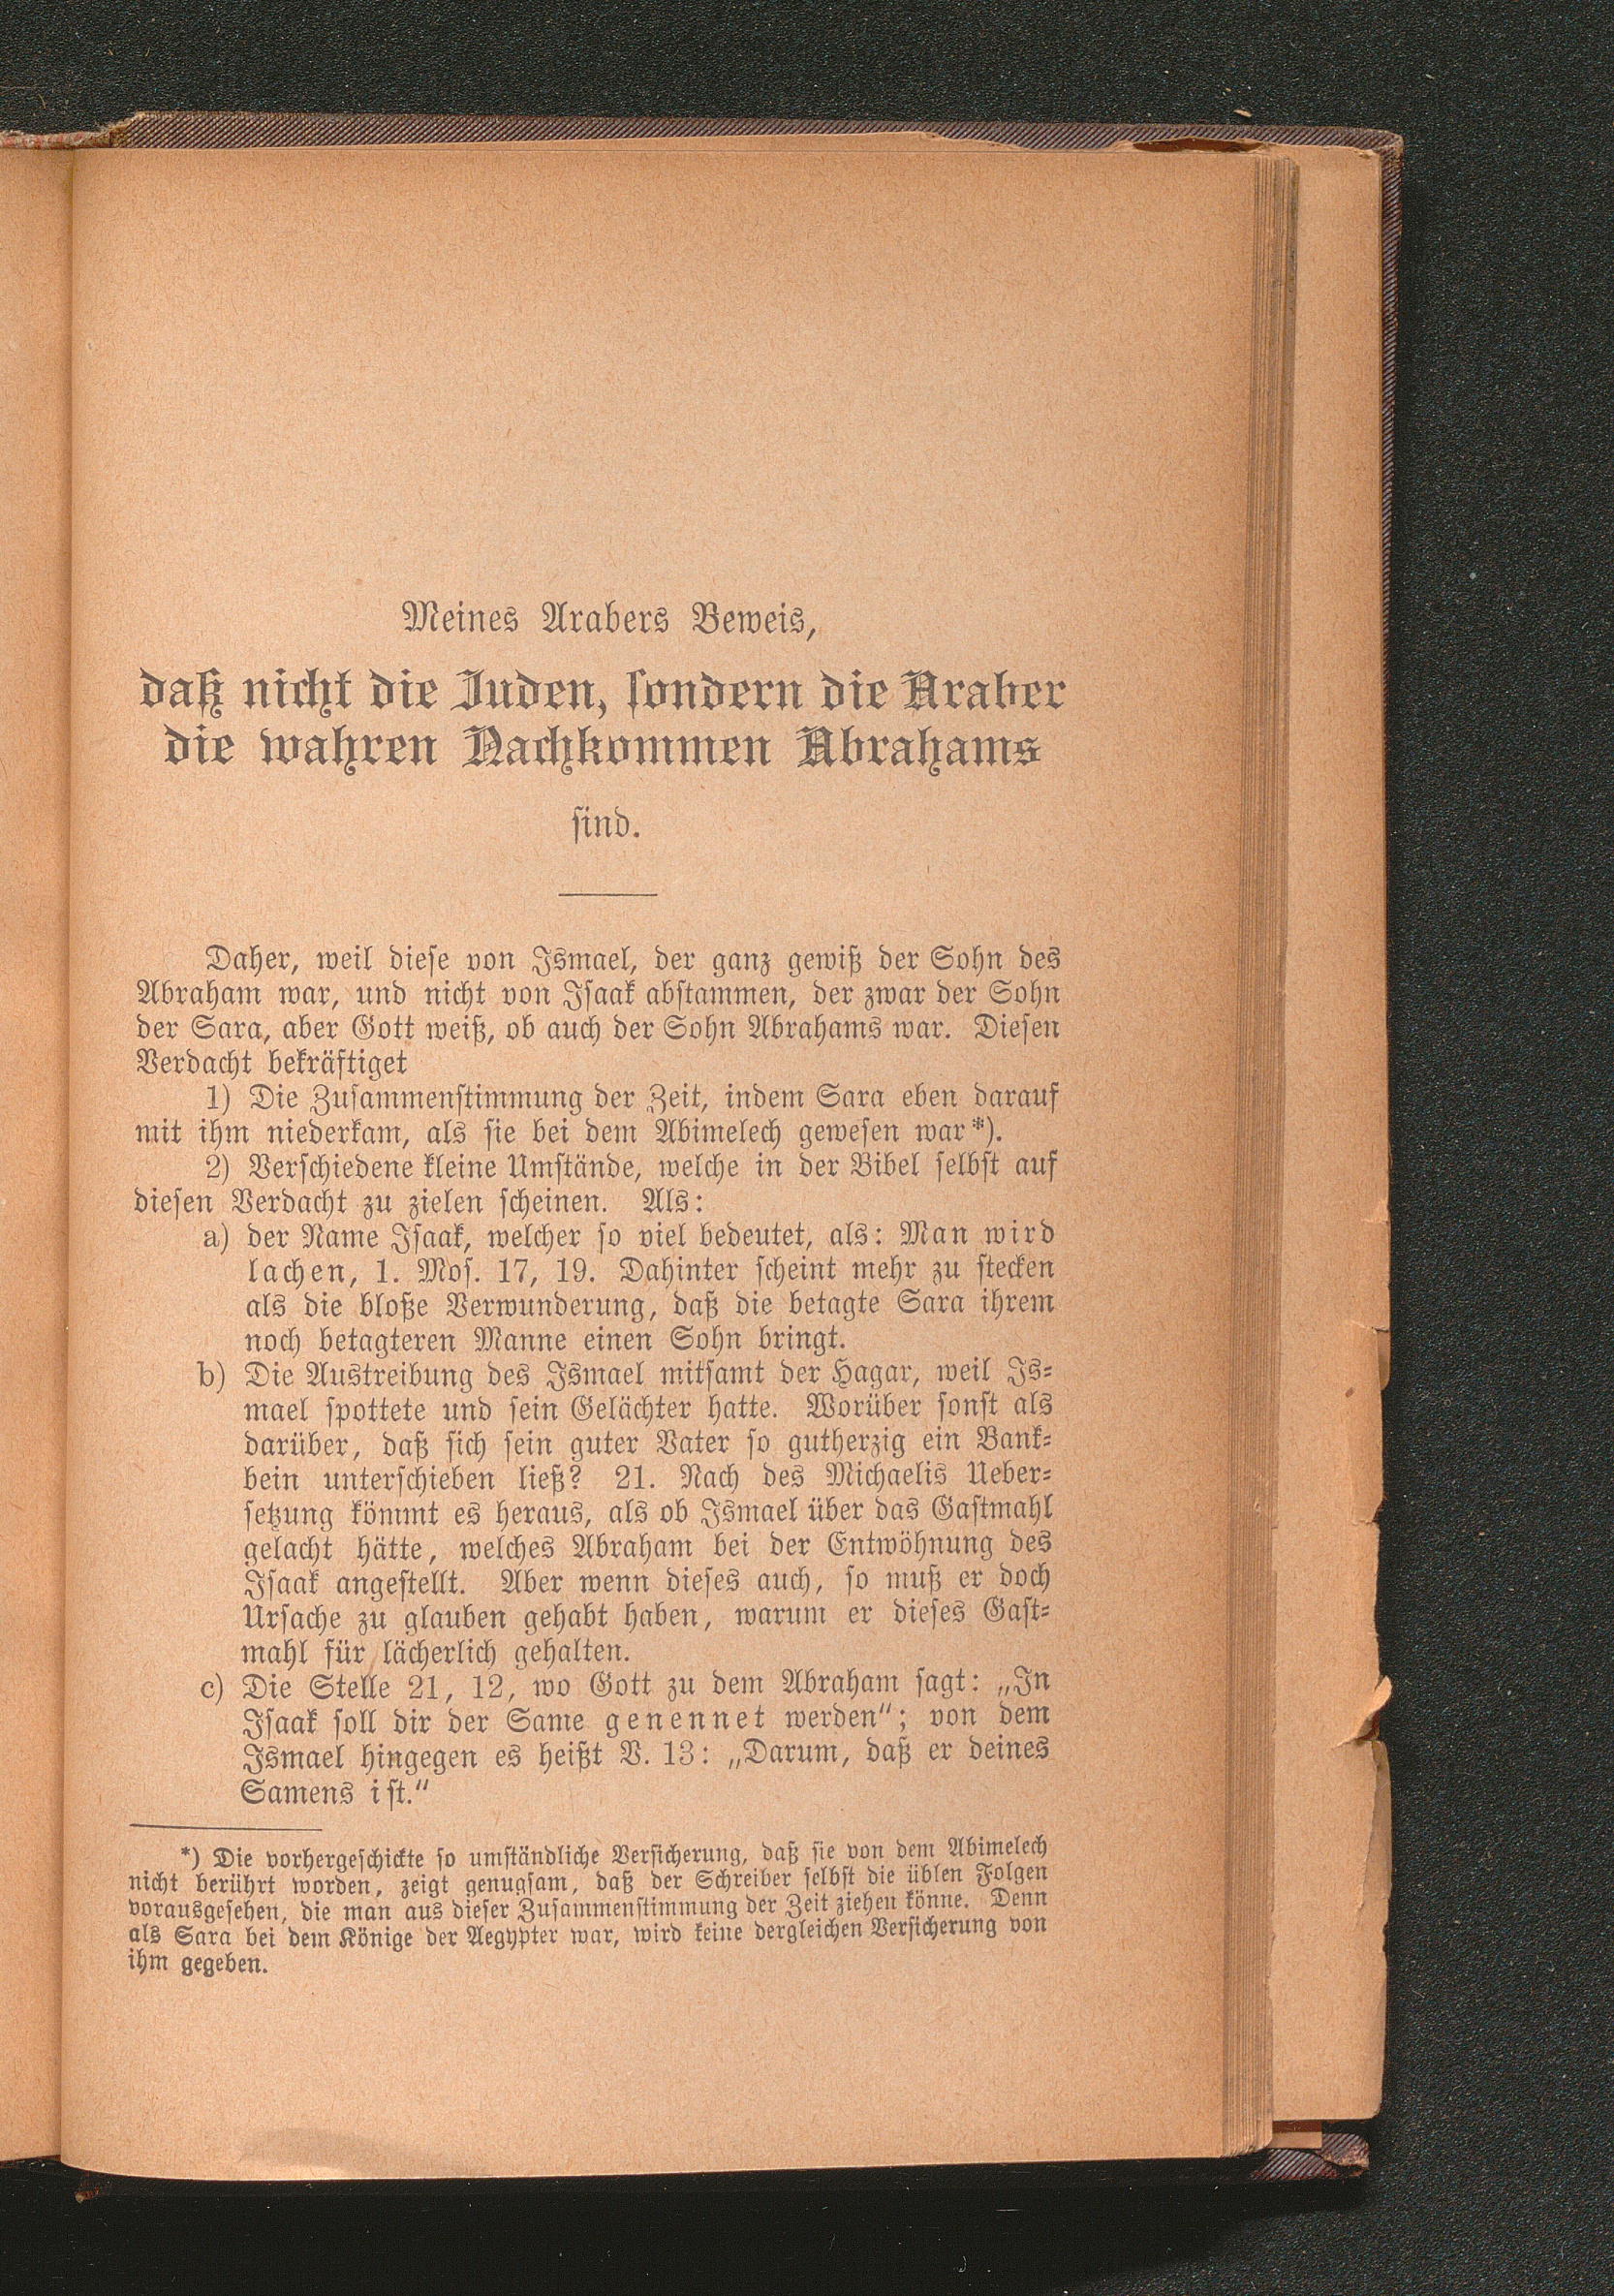 Meines Arabers Beweis,
daß nicht die Juden, sondern die Araber
die wahren Nachkommen Abrahams
sind.
Daher, weil diese von Ismael, der ganz gewiß der Sohn des
Abraham war, und nicht von Isaak abstammen, der zwar der Sohn
der Sara, aber Gott weiß, ob auch der Sohn Abrahams war. Diesen
Verdacht bekräftiget
1) Die Zusammenstimmung der Zeit, indem Sara eben darauf
mit ihm niederkam, als sie bei dem Abimelech gewesen war*).
2) Verschiedene kleine Umstände, welche in der Bibel selbst auf
diesen Verdacht zu zielen scheinen. Als:
a) der Name Isaak, welcher so viel bedeutet, als: Man wird
lachen, 1. Mos. 17, 19. Dahinter scheint mehr zu stecken
als die bloße Verwunderung, daß die betagte Sara ihrem
noch betagteren Manne einen Sohn bringt.
b) Die Austreibung des Ismael mitsamt der Hagar, weil Is-
mael spottete und sein Gelächter hatte. Worüber sonst als
darüber, daß sich sein guter Vater so gutherzig ein Bank-
bein unterschieben ließ? 21. Nach des Michaelis Ueber-
setzung kömmt es heraus, als ob Ismael über das Gastmahl
gelacht hätte, welches Abraham bei der Entwöhnung des
Isaak angestellt. Aber wenn dieses auch, so muß er doch
Ursache zu glauben gehabt haben, warum er dieses Gast-
mahl für lächerlich gehalten.
c) Die Stelle 21, 12, wo Gott zu dem Abraham sagt: „In
Isaak soll dir der Same genennet werden“; von dem
Ismael hingegen es heißt V. 13: „Darum, daß er deines
Samens ist.“
*) Die vorhergeschickte so umständliche Versicherung, daß sie von dem Abimelech
nicht berührt worden, zeigt genugsam, daß der Schreiber selbst die üblen Folgen
vorausgesehen, die man aus dieser Zusammenstimmung der Zeit ziehen könne. Denn
als Sara bei dem Könige der Aegypter war, wird keine dergleichen Versicherung von
ihm gegeben.